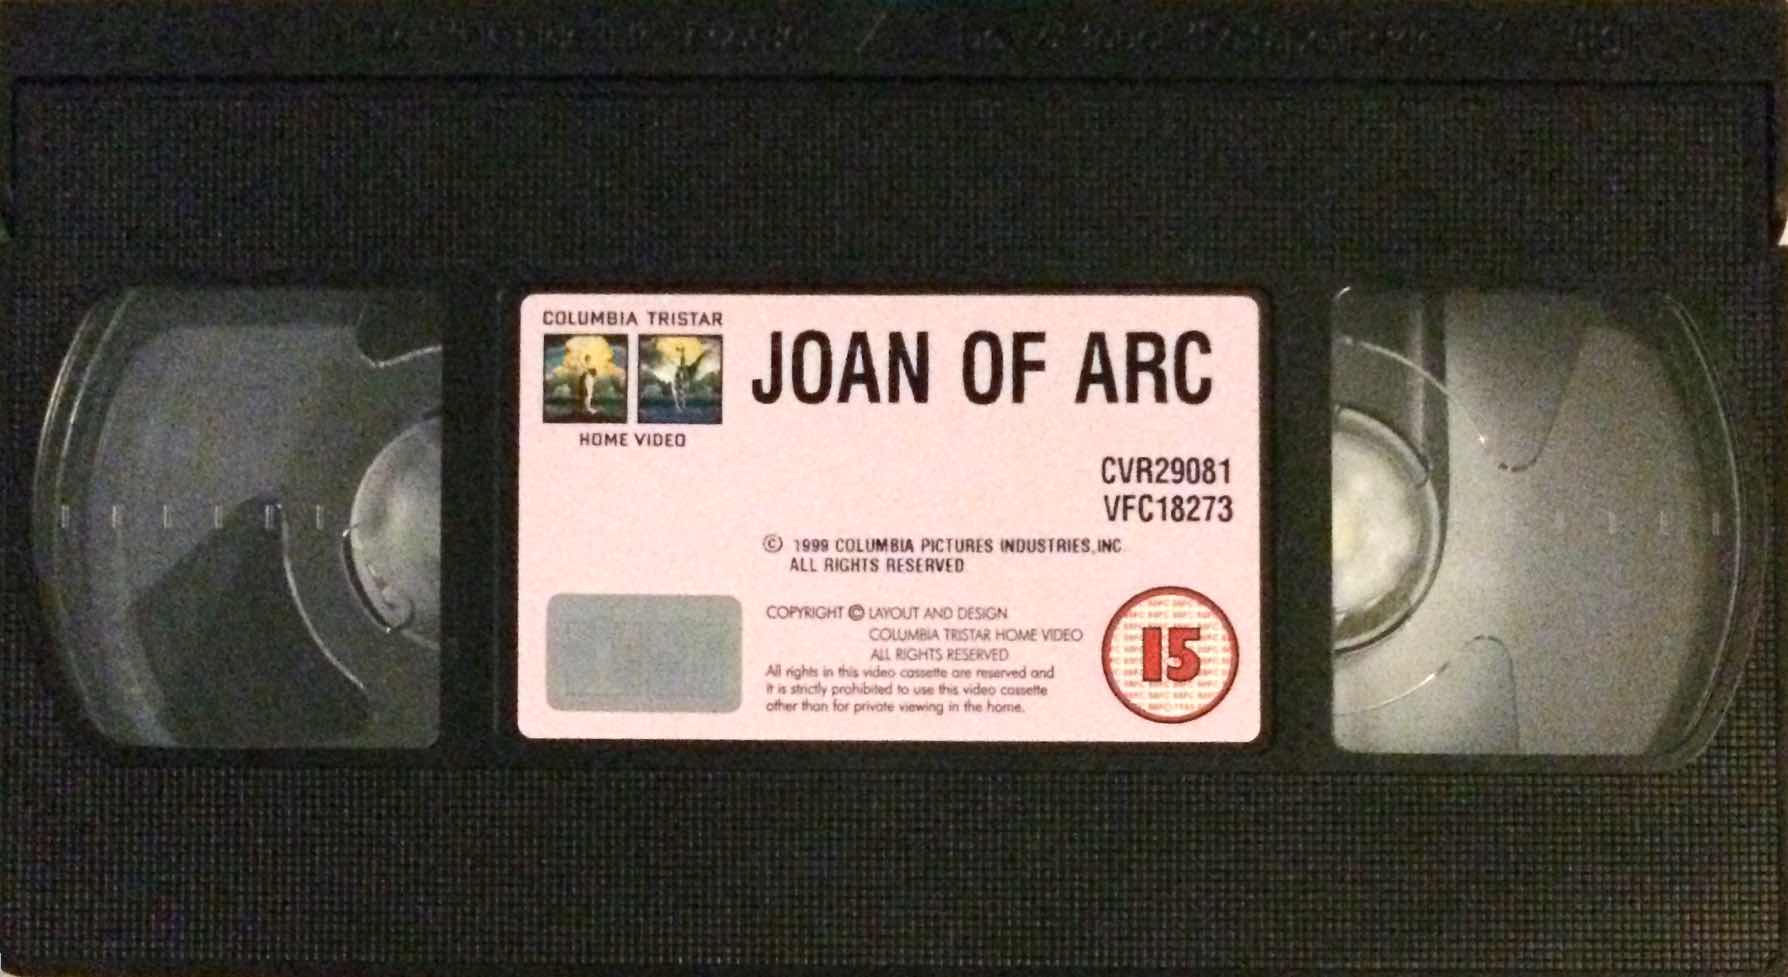 COLUMBIA TRISTAR
HOME VIDEO
JOAN OF ARC
CVR29081
VFC18273
© 1999 COLUMBIA PICTURES INDUSTRIES, INC
ALL RIGHTS RESERVED
COPYRIGHT © LAYOUT AND DESIGN
COLUMBIA TRISTAR HOME VIDEO
ALL RIGHTS RESERVED
All rights in this video cassette are reserved and
it is strictly prohibited to use this video cassette
other than for private viewing in the home.
15